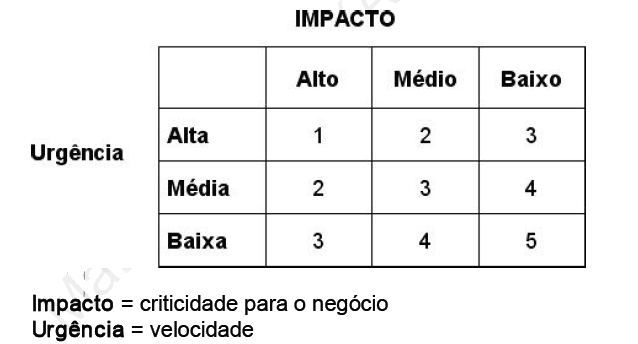 IMPACTO
Alto Médio Baixo
Alta 1 2 3
Urgência
Média 2 3 4
Baixa 3 4 5
Impacto = criticidade para o negócio
Urgência = velocidade